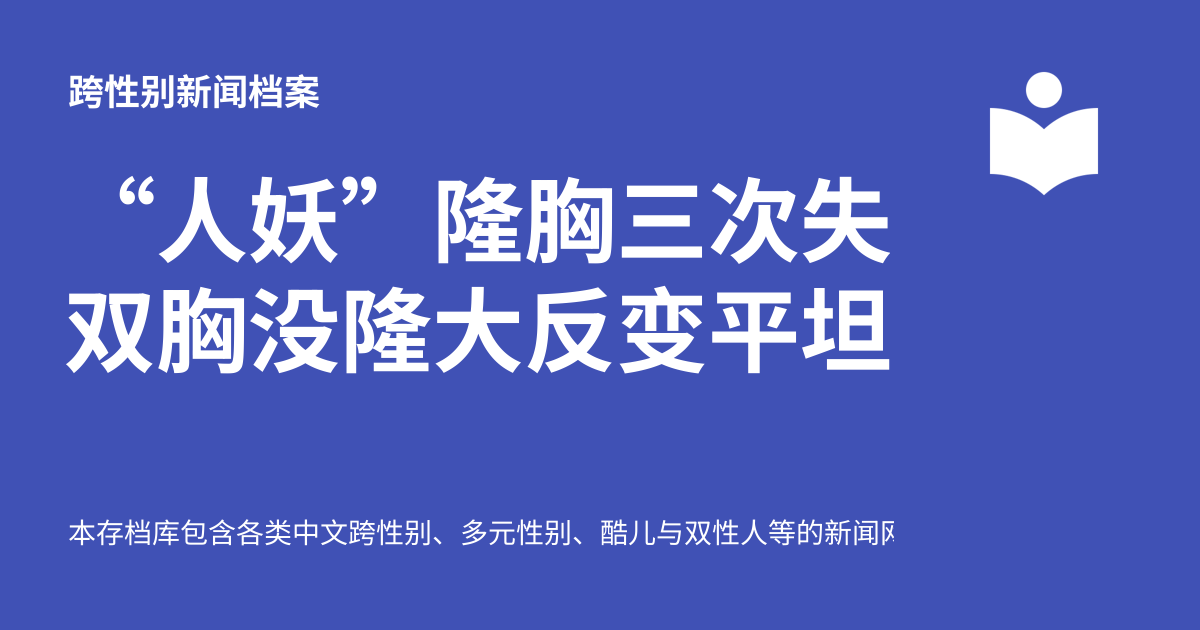 跨性别新闻档案
“人妖”隆胸三次失
双胸没隆大反变平坦
本存档库包含各类中文跨性别、多元性别、酷儿与双性人等的新闻